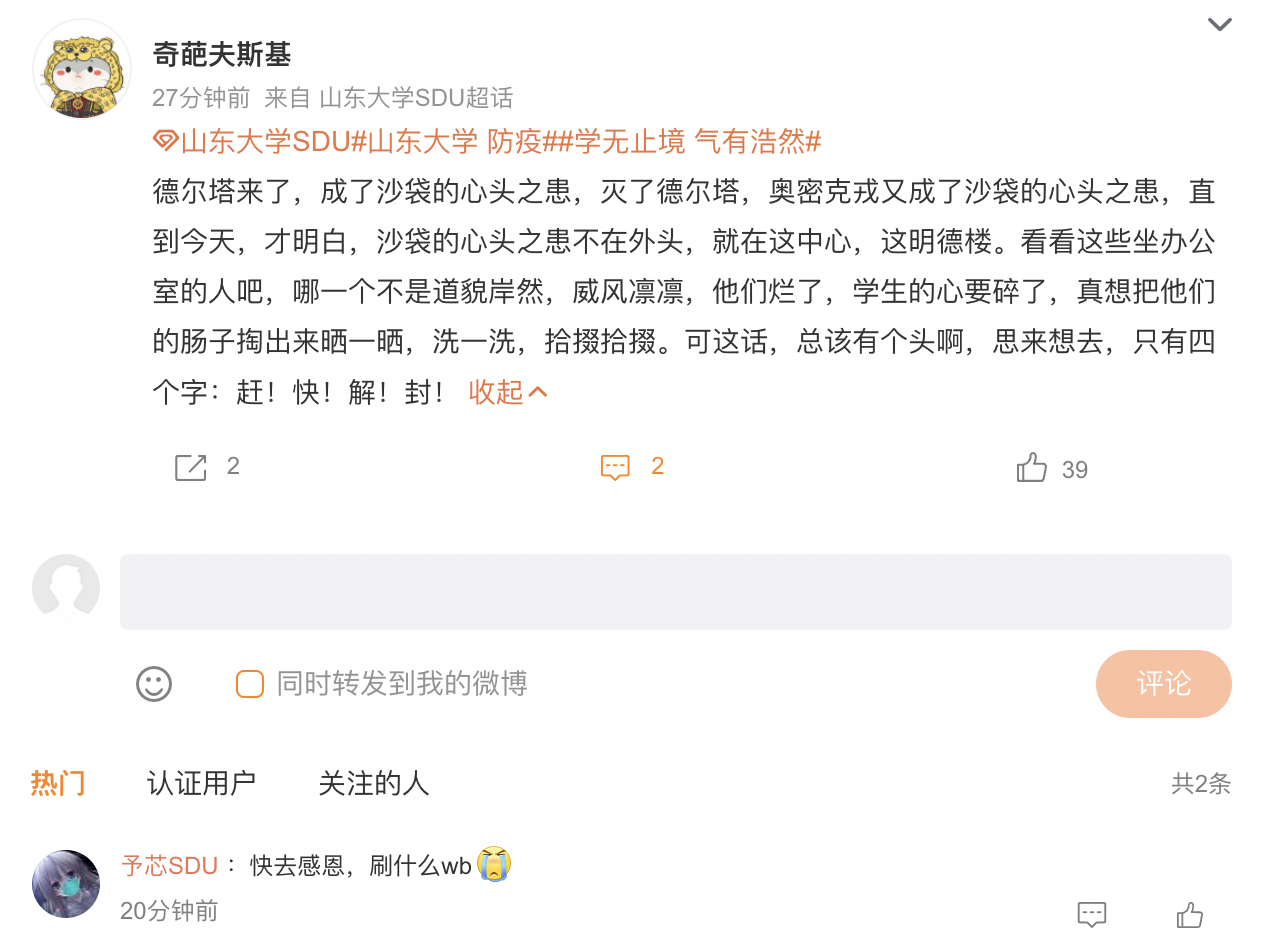 奇葩夫斯基
27分钟前 来自 山东大学SDU超话
山东大学SDU#山东大学 防疫##学无止境 气有浩然#
德尔塔来了，成了沙袋的心头之患，灭了德尔塔，奥密克戎又成了沙袋的心头之患，直
到今天，才明白，沙袋的心头之患不在外头，就在这中心，这明德楼。看看这些坐办公
室的人吧，哪一个不是道貌岸然，威风凛凛，他们烂了，学生的心要碎了，真想把他们
的肠子掏出来晒一晒，洗一洗，拾掇拾掇。可这话，总该有个头啊，思来想去，只有四
个字：赶！快！解！封！ 收起
2 2 39
同时转发到我的微博 评论
热门 认证用户 关注的人 共2条
予芯SDU：快去感恩，刷什么wb
20分钟前